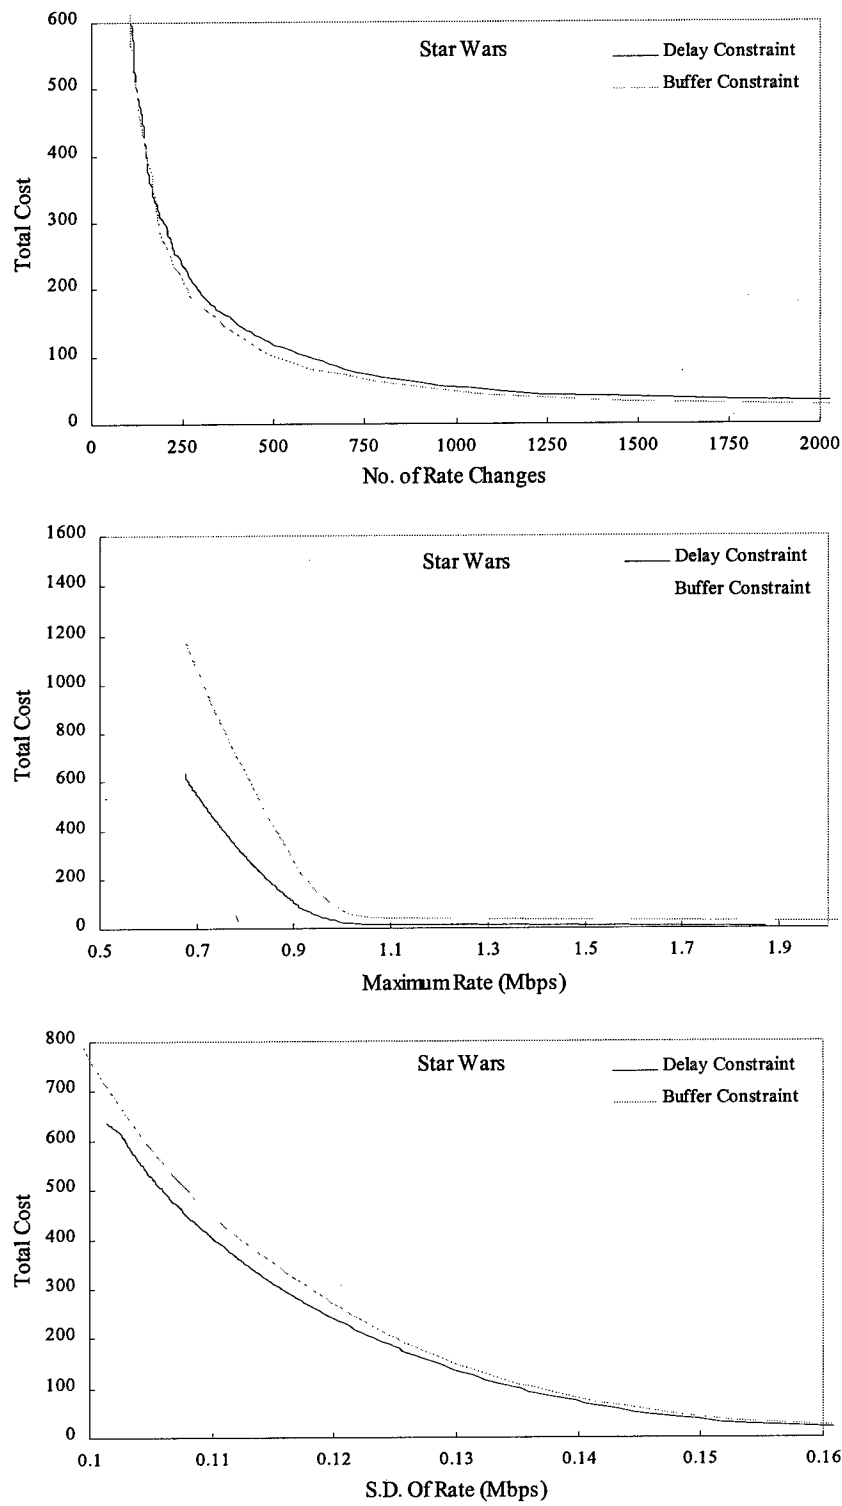 600
Star Wars
Delay Constraint
Buffer Constraint
500
400
300
200
100
0
Total Cost
0 250 500 750 1000 1250 1500 1750 2000
No. of Rate Changes
1600
Star Wars
Delay Constraint
Buffer Constraint
1400
1200
1000
800
600
400
200
0
Total Cost
0.5 0.7 0.9 1.1 1.3 1.5 1.7 1.9
Maximum Rate (Mbps)
800
Star Wars
Delay Constraint
Buffer Constraint
700
600
500
400
300
200
100
0
Total Cost
0.1 0.11 0.12 0.13 0.14 0.15 0.16
S.D. Of Rate (Mbps)